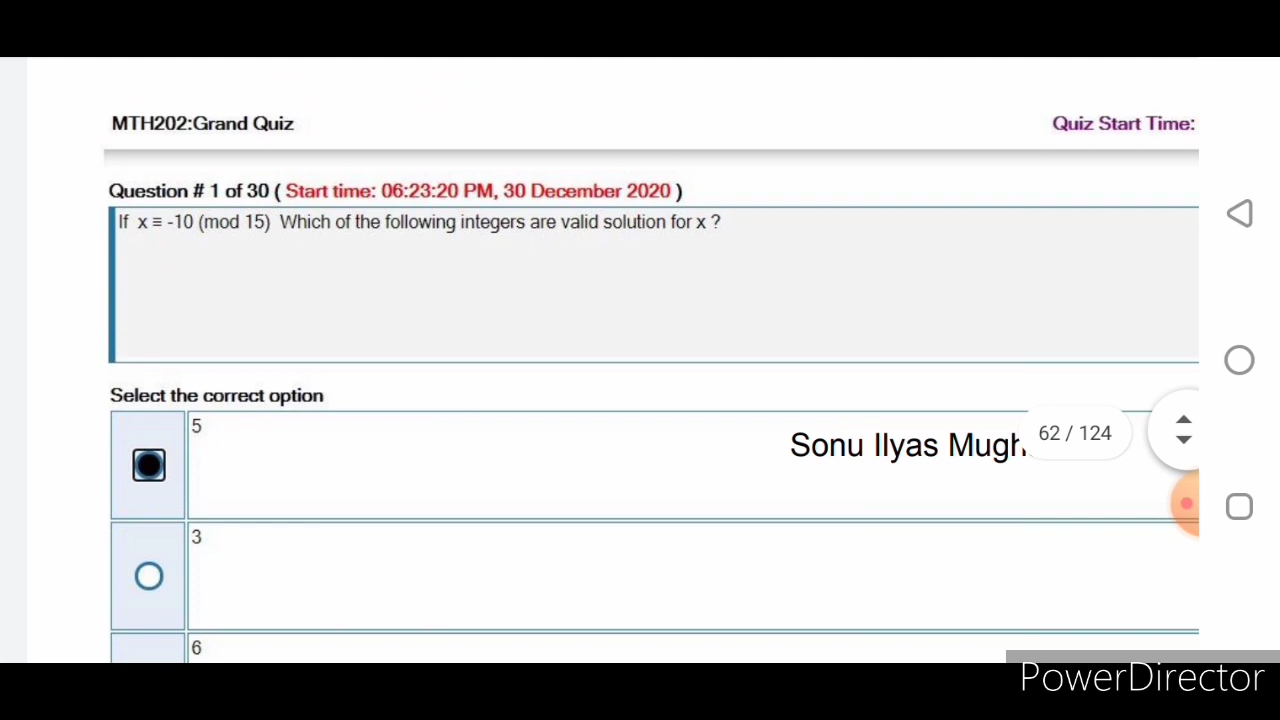 MTH202:Grand Quiz
Quiz Start Time:
Question # 1 of 30 ( Start time: 06:23:20 PM, 30 December 2020 )
If x ≡ -10 (mod 15) Which of the following integers are valid solution for x ?
Select the correct option
5
Sonu Ilyas
62 / 124
3
6
PowerDirector